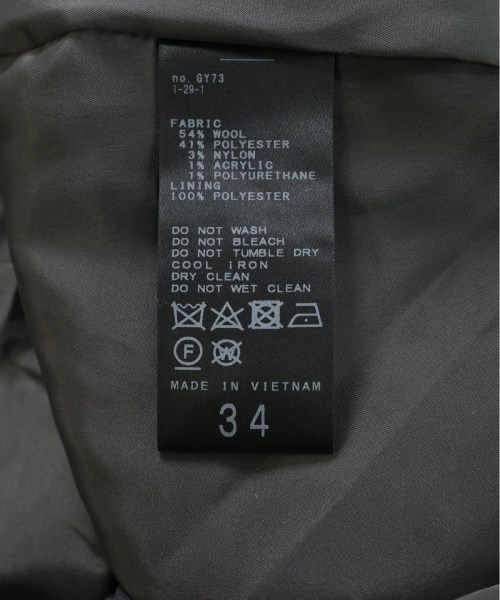 no. GY73
1-29-1
FABRIC
54% WOOL
41% POLYESTER
3% NYLON
1% ACRYLIC
1% POLYURETHANE
LINING
100% POLYESTER
DO NOT WASH
DO NOT BLEACH
DO NOT TUMBLE DRY
COOL IRON
DRY CLEAN
DO NOT WET CLEAN
F W
MADE IN VIETNAM
34